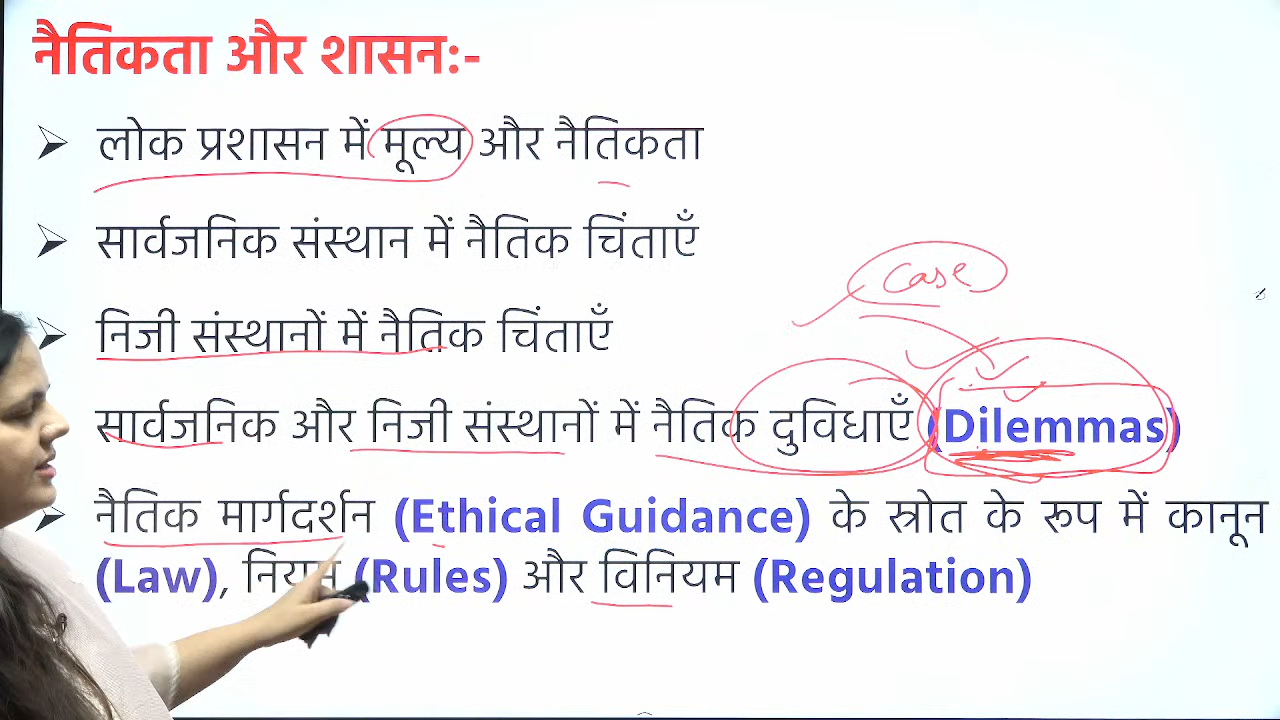 नैतिकता और शासन:-
➢ लोक प्रशासन में मूल्य और नैतिकता
➢ सार्वजनिक संस्थान में नैतिक चिंताएँ
➢ निजी संस्थानों में नैतिक चिंताएँ
case
सार्वजनिक और निजी संस्थानों में नैतिक दुविधाएँ (Dilemmas)
➢ नैतिक मार्गदर्शन (Ethical Guidance) के स्रोत के रूप में कानून
(Law), नियम (Rules) और विनियम (Regulation)